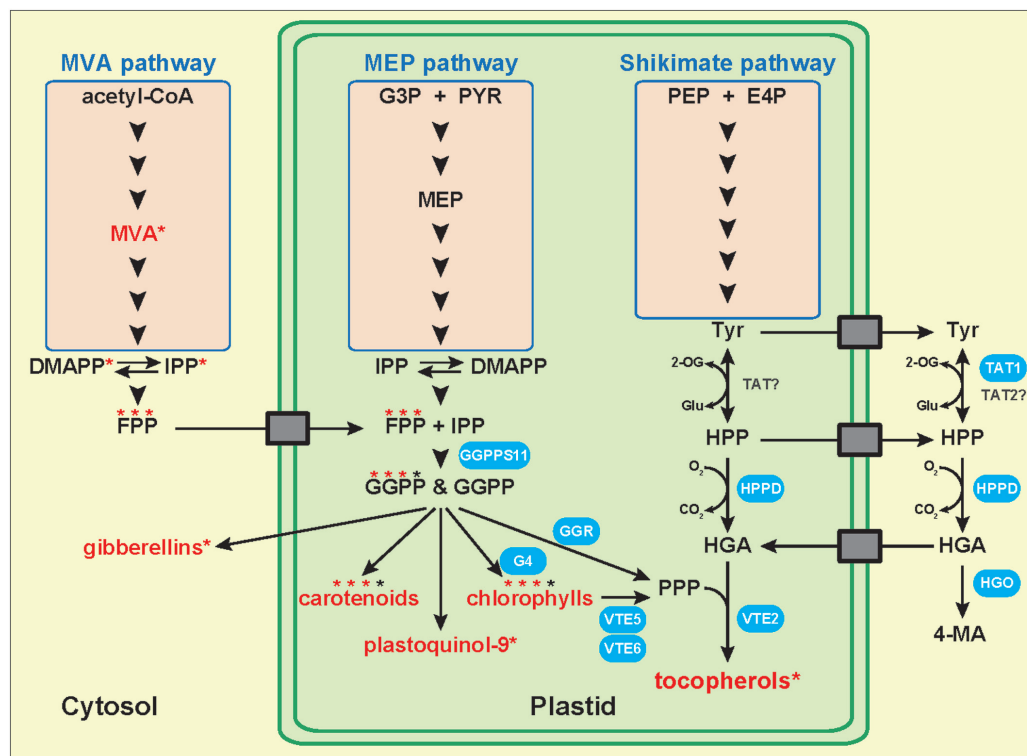 MVA pathway
MEP pathway
Shikimate pathway
acetyl-CoA
G3P + PYR
PEP + E4P
MEP
MVA*
Tyr
Tyr
DMAPP*
IPP*
IPP
DMAPP
2-OG
TAT?
Glu
2-OG
TAT1
TAT2?
Glu
* * *
FPP
* * *
FPP + IPP
HPP
HPP
GGPPS11
* * * *
GGPP & GGPP
O2
HPPD
CO2
O2
HPPD
CO2
GGR
gibberellins*
G4
HGA
HGA
* * * *
carotenoids
* * * *
chlorophylls
PPP
HGO
VTE5
VTE6
VTE2
plastoquinol-9*
4-MA
tocopherols*
Cytosol
Plastid